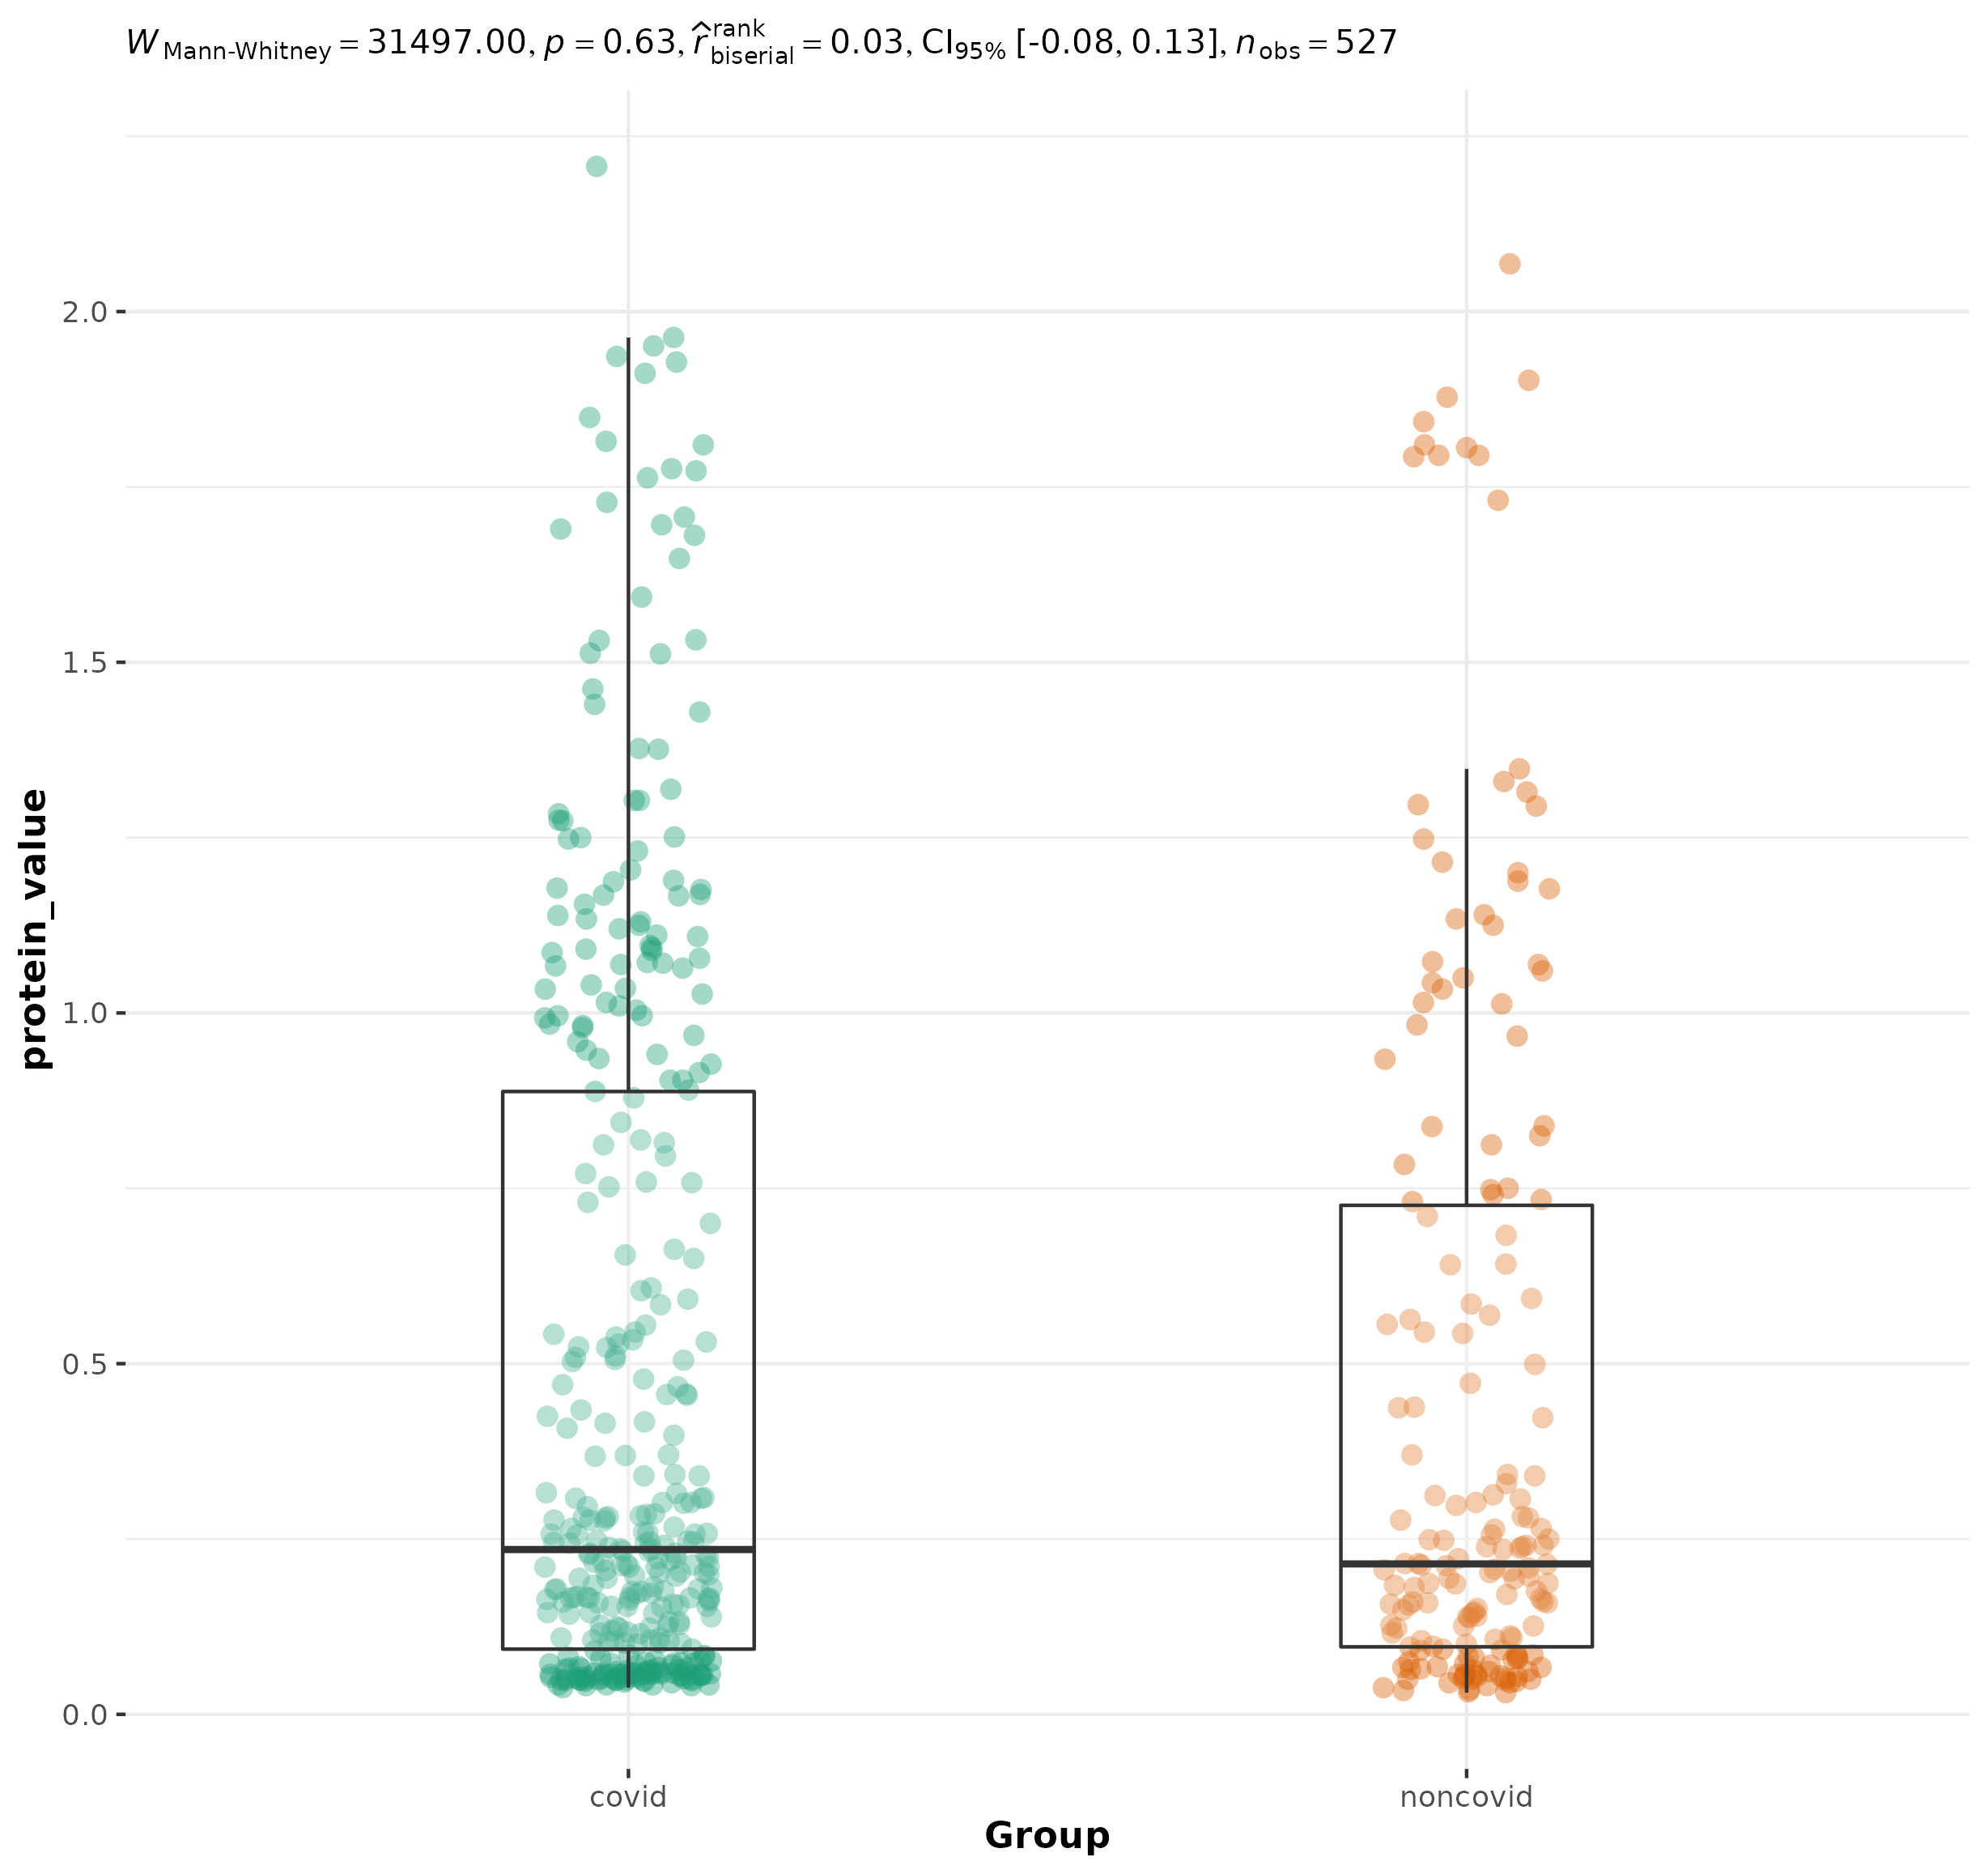 W Mann-Whitney = 31497.00, p = 0.63, r̂ rank biserial = 0.03, CI95% [-0.08, 0.13], nobs = 527
protein_value
2.0
1.5
1.0
0.5
0.0
covid noncovid
Group